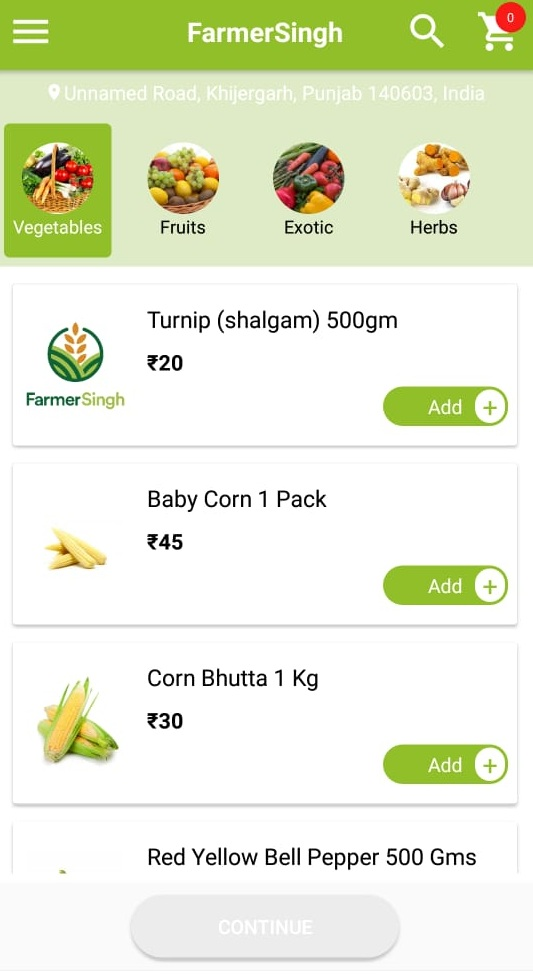 FarmerSingh
0
Unnamed Road, Khijergarh, Punjab 140603, India
Vegetables
Fruits
Exotic
Herbs
Turnip (shalgam) 500gm
₹20
FarmerSingh
Add +
Baby Corn 1 Pack
₹45
Add +
Corn Bhutta 1 Kg
₹30
Add +
Red Yellow Bell Pepper 500 Gms
CONTINUE